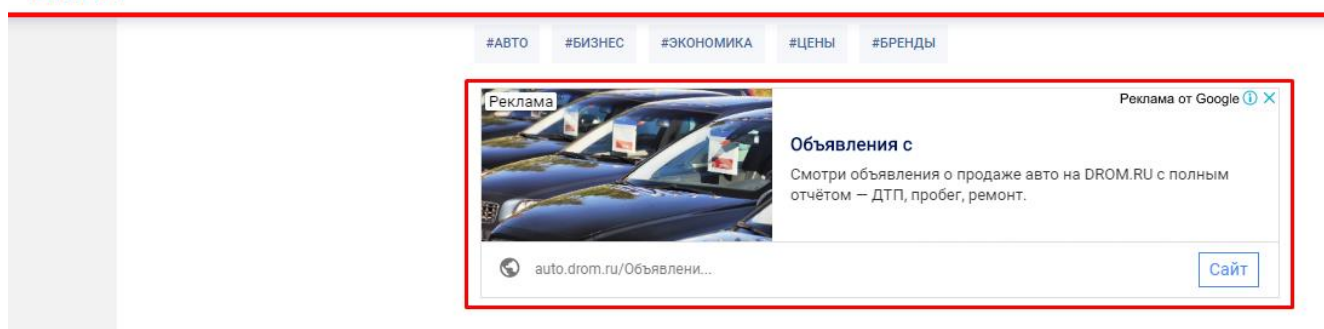 #АВТО #БИЗНЕС #ЭКОНОМИКА #ЦЕНЫ #БРЕНДЫ
Реклама
Реклама от Google
Объявления с
Смотри объявления о продаже авто на DROM.RU с полным
отчётом — ДТП, пробег, ремонт.
auto.drom.ru/Объявлени...
Сайт